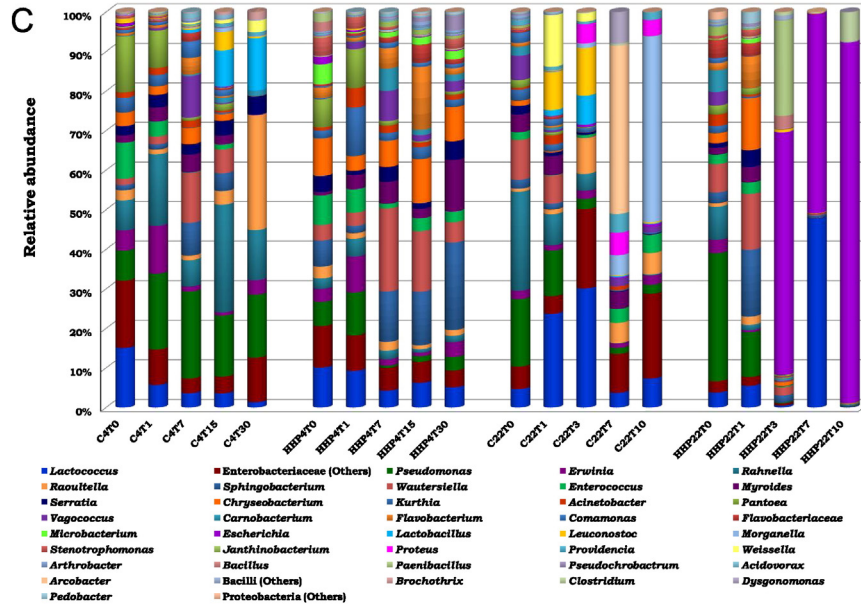 C
100%
90%
80%
70%
60%
50%
40%
30%
20%
10%
0%
Relative abundance
C4T0 C4T1 C4T7 C4T15 C4T30 HHP4T0 HHP4T1 HHP4T7 HHP4T15 HHP4T30 C22T0 C22T1 C22T3 C22T7 C22T10 HHP22T0 HHP22T1 HHP22T3 HHP22T7 HHP22T10
Lactococcus Enterobacteriaceae (Others) Pseudomonas Erwinia Rahnella
Raoultella Sphingobacterium Wautersiella Enterococcus Myroides
Serratia Chryseobacterium Kurthia Acinetobacter Pantoea
Vagococcus Carnobacterium Flavobacterium Comamonas Flavobacteriaceae
Microbacterium Escherichia Lactobacillus Leuconostoc Morganella
Stenotrophomonas Janthinobacterium Proteus Providencia Weissella
Arthrobacter Bacillus Paenibacillus Pseudochrobactrum Acidovorax
Arcobacter Bacilli (Others) Brochothrix Clostridium Dysgonomonas
Pedobacter Proteobacteria (Others)